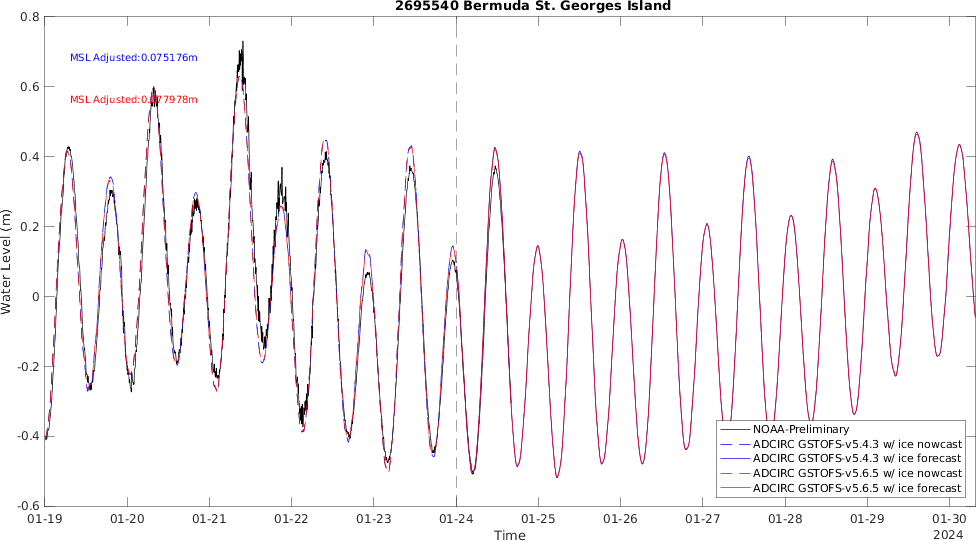 2695540 Bermuda St. Georges Island
MSL Adjusted:0.075176m
MSL Adjusted:0.077978m
Water Level (m)
0.8
0.6
0.4
0.2
0
-0.2
-0.4
-0.6
NOAA-Preliminary
ADCIRC GSTOFS-v5.4.3 w/ ice nowcast
ADCIRC GSTOFS-v5.4.3 w/ ice forecast
ADCIRC GSTOFS-v5.6.5 w/ ice nowcast
ADCIRC GSTOFS-v5.6.5 w/ ice forecast
01-19 01-20 01-21 01-22 01-23 01-24 01-25 01-26 01-27 01-28 01-29 01-30
Time
2024